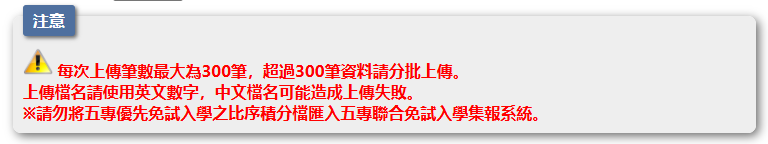 注意
每次上傳筆數最大為300筆，超過300筆資料請分批上傳。
上傳檔名請使用英文數字，中文檔名可能造成上傳失敗。
※請勿將五專優先免試入學之比序積分檔匯入五專聯合免試入學集報系統。